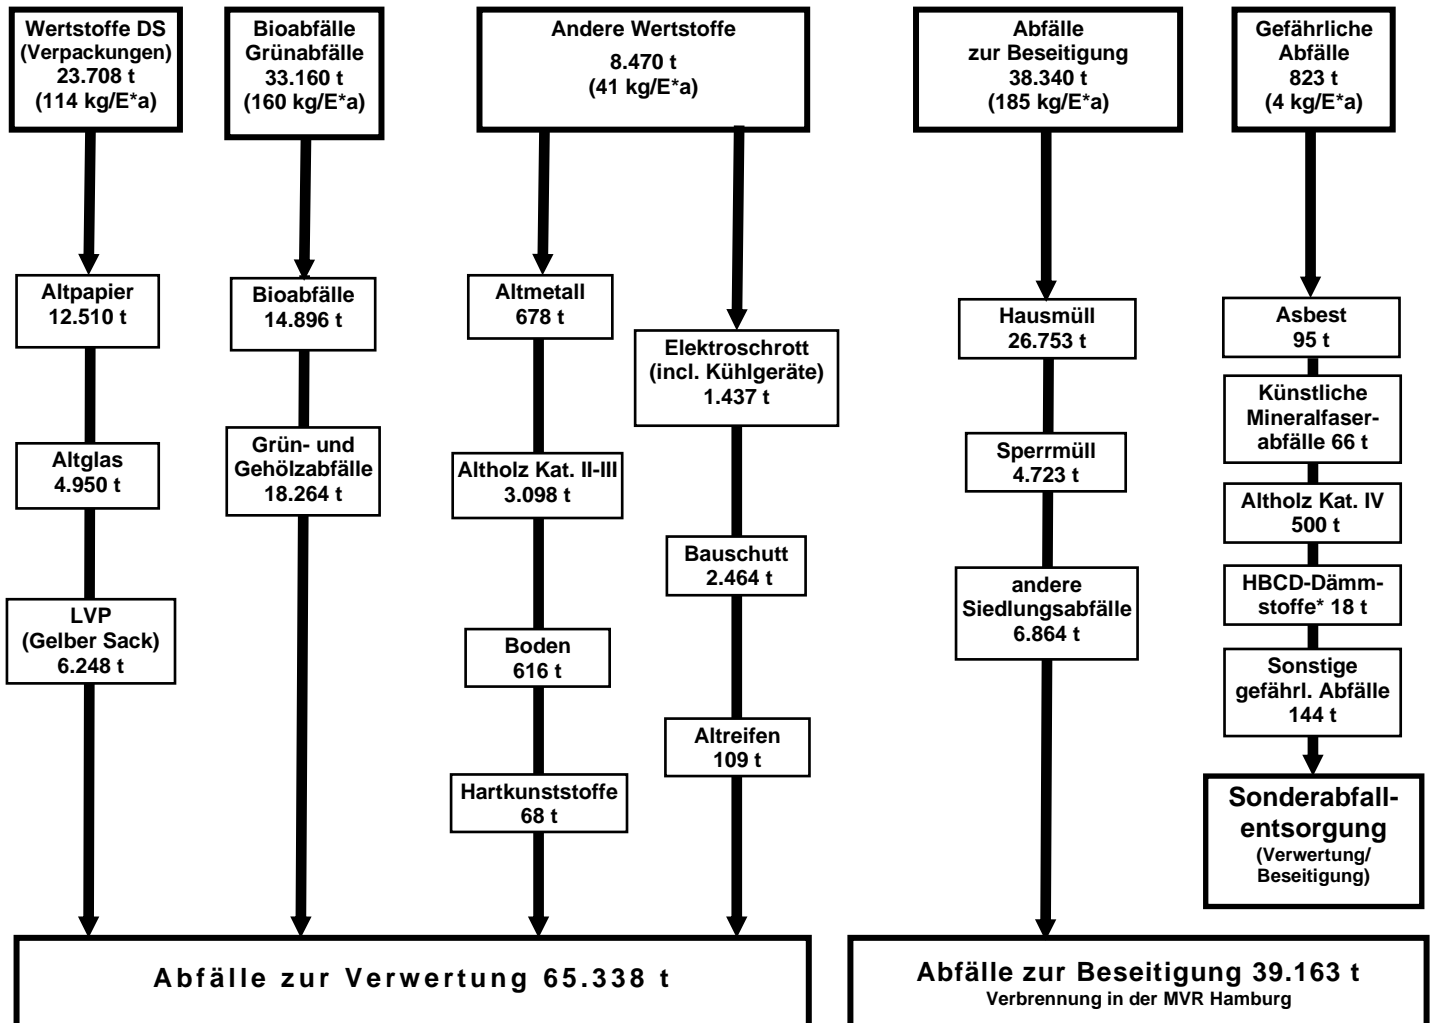 Wertstoffe DS
(Verpackungen)
23.708 t
(114 kg/E*a)
Bioabfälle
Grünabfälle
33.160 t
(160 kg/E*a)
Andere Wertstoffe
8.470 t
(41 kg/E*a)
Abfälle
zur Beseitigung
38.340 t
(185 kg/E*a)
Gefährliche
Abfälle
823 t
(4 kg/E*a)
Altpapier
12.510 t
Altglas
4.950 t
LVP
(Gelber Sack)
6.248 t
Bioabfälle
14.896 t
Grün- und
Gehölzabfälle
18.264 t
Altmetall
678 t
Altholz Kat. II-III
3.098 t
Boden
616 t
Hartkunststoffe
68 t
Elektroschrott
(incl. Kühlgeräte)
1.437 t
Bauschutt
2.464 t
Altreifen
109 t
Hausmüll
26.753 t
Sperrmüll
4.723 t
andere
Siedlungsabfälle
6.864 t
Asbest
95 t
Künstliche
Mineralfaser-
abfälle 66 t
Altholz Kat. IV
500 t
HBCD-Dämm-
stoffe* 18 t
Sonstige
gefährl. Abfälle
144 t
Sonderabfall-
entsorgung
(Verwertung/
Beseitigung)
Abfälle zur Verwertung 65.338 t
Abfälle zur Beseitigung 39.163 t
Verbrennung in der MVR Hamburg